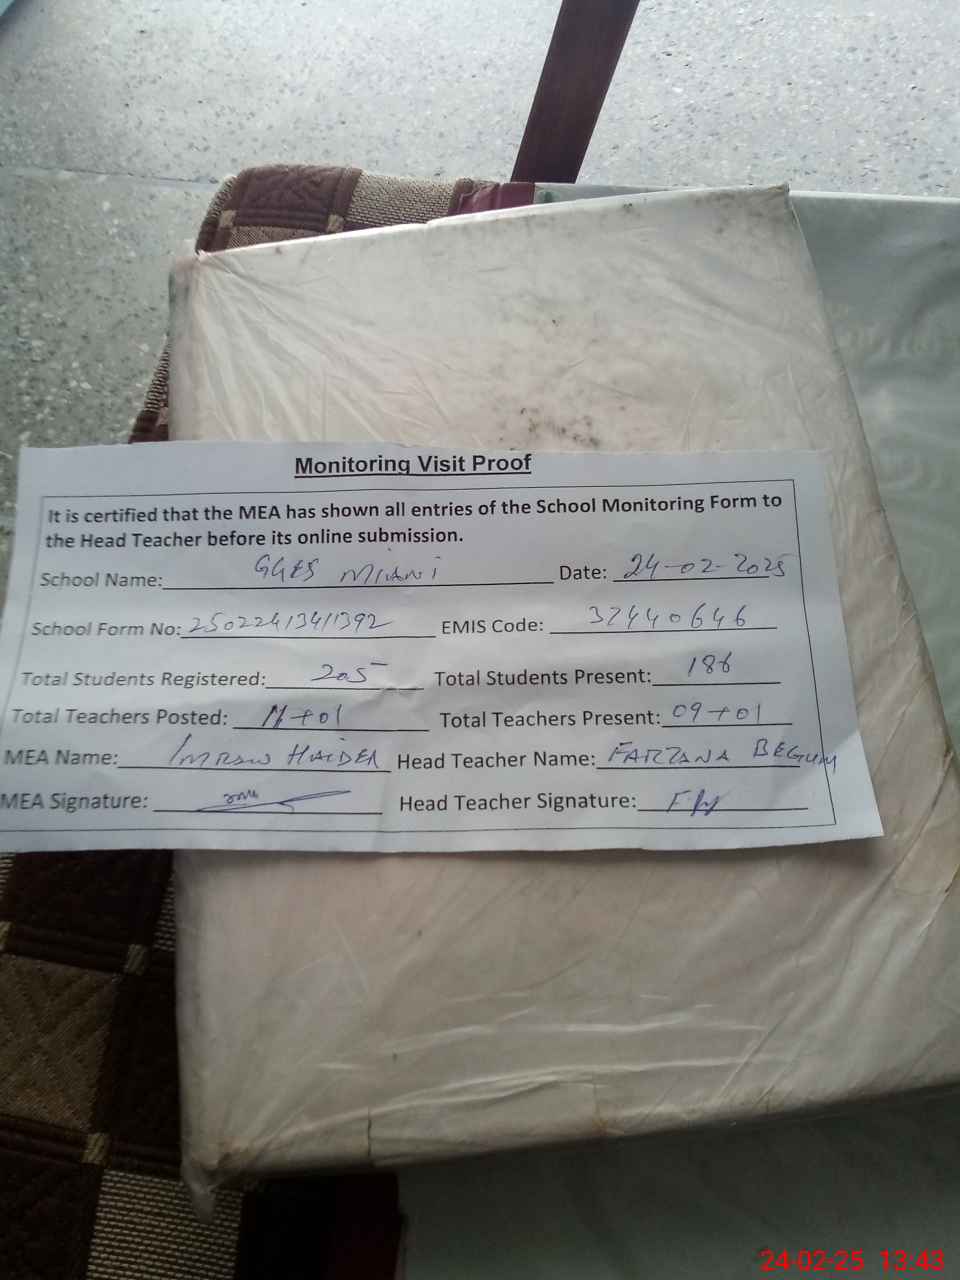 Monitoring Visit Proof
It is certified that the MEA has shown all entries of the School Monitoring Form to
the Head Teacher before its online submission.
School Name: GGES MIANI Date: 24-02-2025
School Form No: 25022413411392 EMIS Code: 32440646
Total Students Registered: 205 Total Students Present: 186
Total Teachers Posted: 11+01 Total Teachers Present: 09+01
MEA Name: IMRAN HAIDER Head Teacher Name: FARZANA BEGUM
MEA Signature: Head Teacher Signature:
24-02-25 13:43